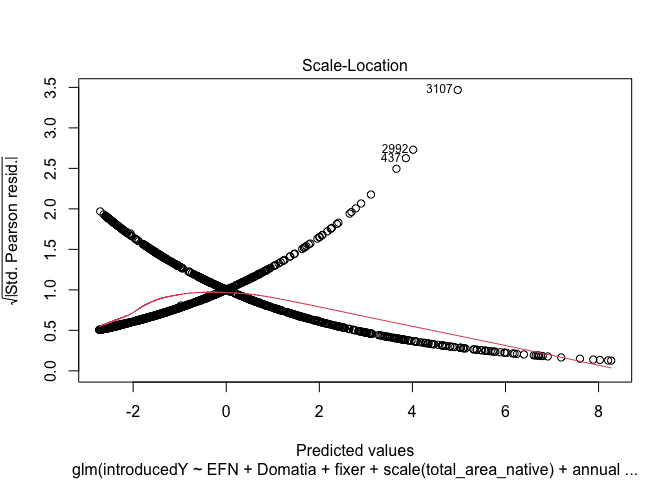 Scale-Location
√|Std. Pearson resid.|
3.5
3.0
2.5
2.0
1.5
1.0
0.5
0.0
3107
2992
437
-2 0 2 4 6 8
Predicted values
glm(introducedY ~ EFN + Domatia + fixer + scale(total_area_native) + annual ...